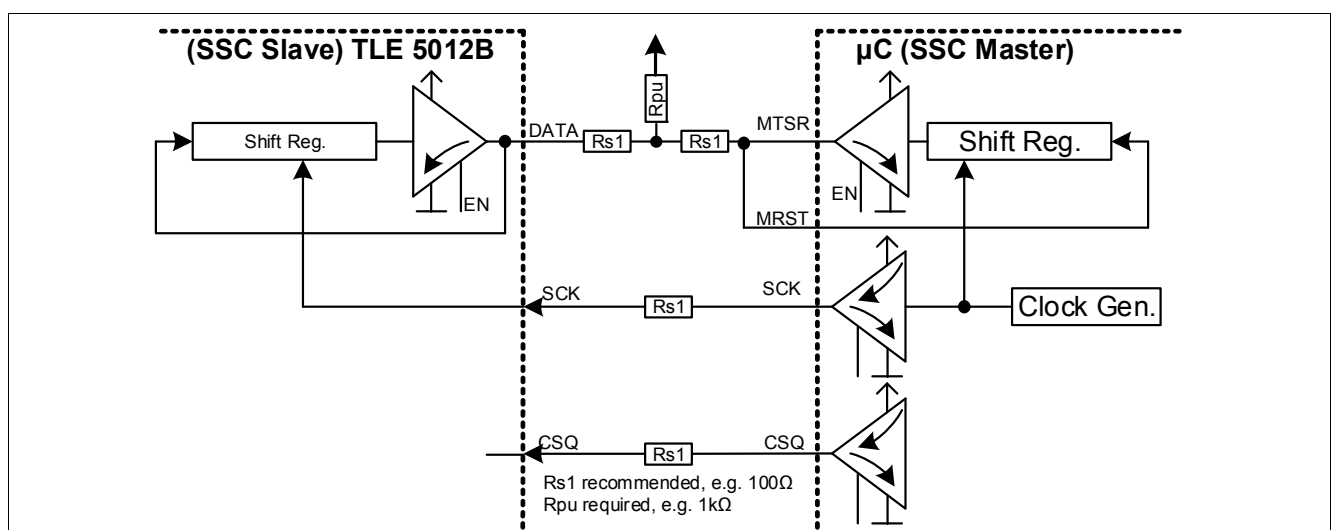 (SSC Slave) TLE 5012B
µC (SSC Master)
Rpu
Shift Reg.
DATA
Rs1
Rs1
MTSR
Shift Reg.
EN
EN
MRST
SCK
Rs1
SCK
Clock Gen.
CSQ
Rs1
CSQ
Rs1 recommended, e.g. 100Ω
Rpu required, e.g. 1kΩ